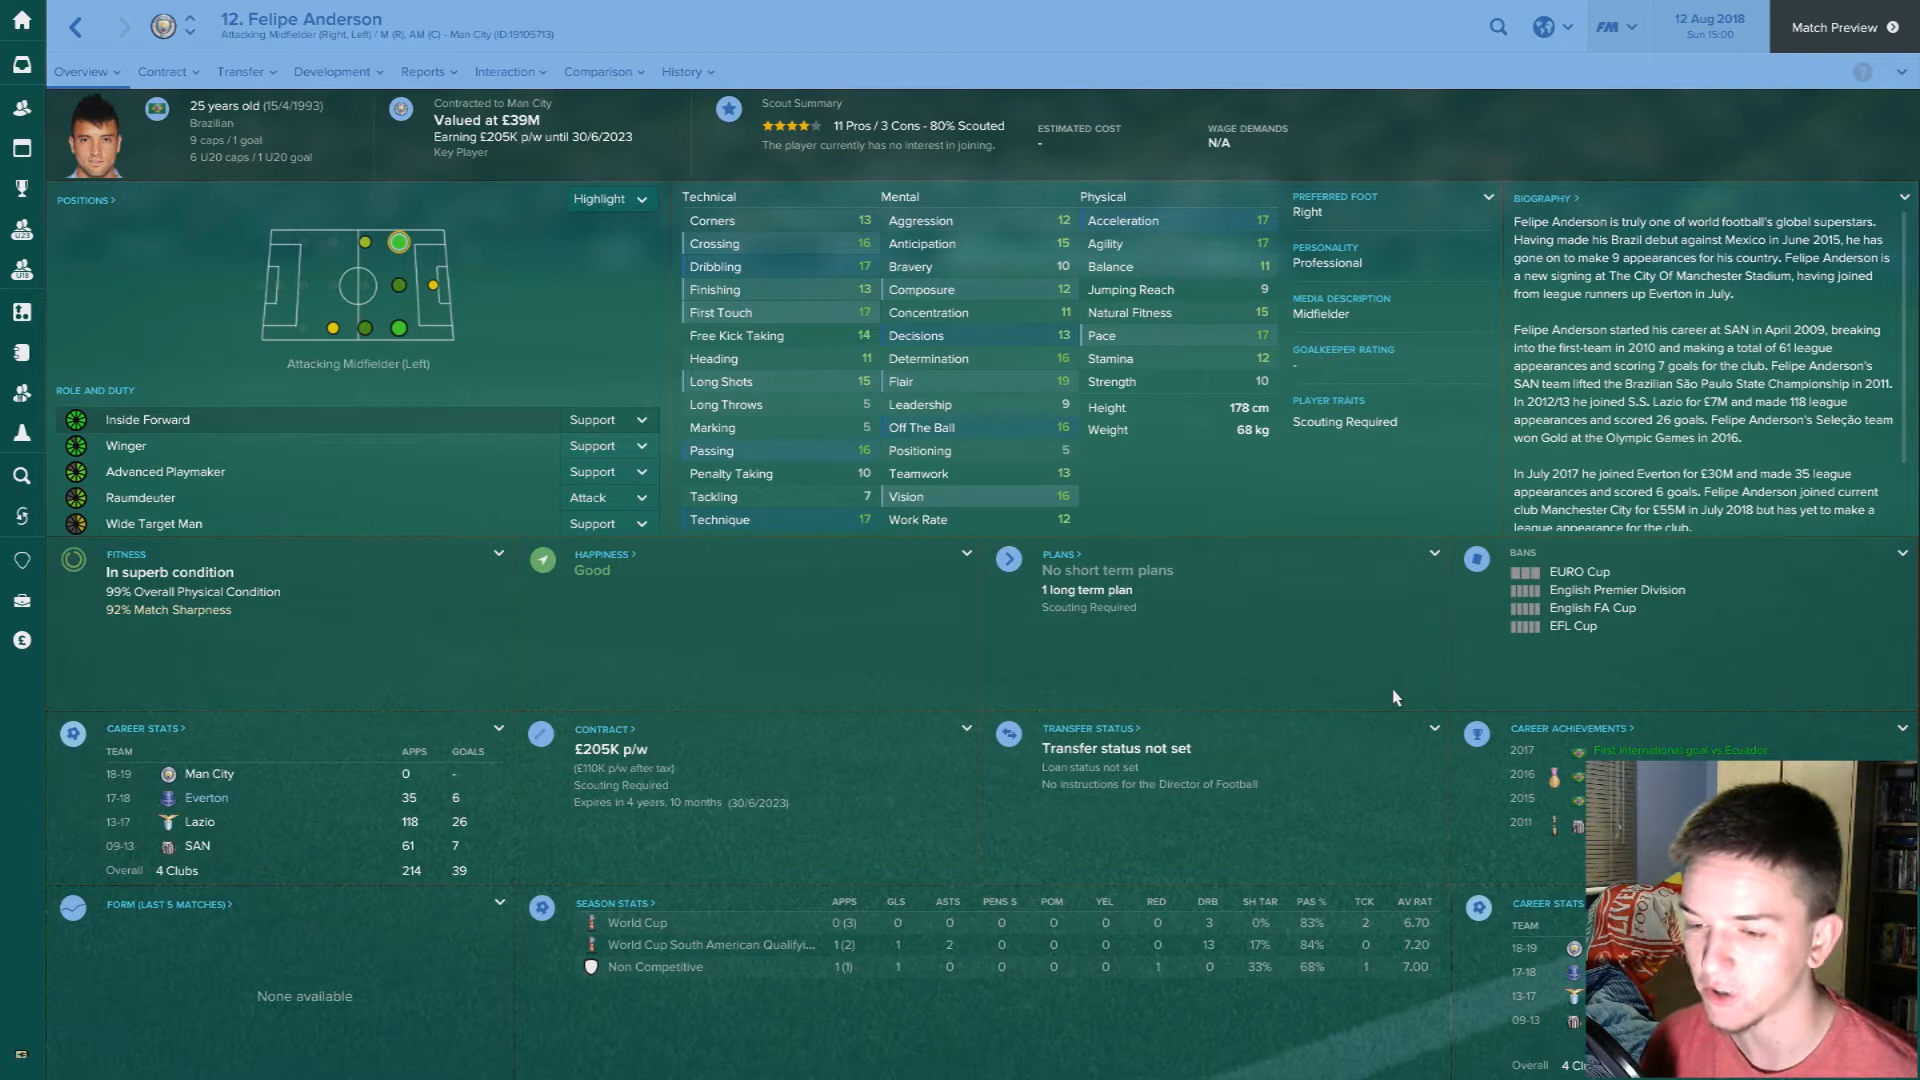 12. Felipe Anderson
Attacking Midfielder (Right, Left) / M (R), AM (C) - Man City (ID:19105713)
FM
12 Aug 2018
Sun 15:00
Match Preview
Overview
Contract
Transfer
Development
Reports
Interaction
Comparison
History
?
25 years old (15/4/1993)
Brazilian
9 caps / 1 goal
6 U20 caps / 1 U20 goal
Contracted to Man City
Valued at £39M
Earning £205K p/w until 30/6/2023
Key Player
Scout Summary
11 Pros / 3 Cons - 80% Scouted
The player currently has no interest in joining.
ESTIMATED COST
-
WAGE DEMANDS
N/A
POSITIONS >
Highlight
Attacking Midfielder (Left)
ROLE AND DUTY
Inside Forward Support
Winger Support
Advanced Playmaker Support
Raumdeuter Attack
Wide Target Man Support
Technical
Corners 13
Crossing 16
Dribbling 17
Finishing 13
First Touch 17
Free Kick Taking 14
Heading 11
Long Shots 15
Long Throws 5
Marking 5
Passing 16
Penalty Taking 10
Tackling 7
Technique 17
Mental
Aggression 12
Anticipation 15
Bravery 10
Composure 12
Concentration 11
Decisions 13
Determination 16
Flair 19
Leadership 9
Off The Ball 16
Positioning 5
Teamwork 13
Vision 16
Work Rate 12
Physical
Acceleration 17
Agility 17
Balance 11
Jumping Reach 9
Natural Fitness 15
Pace 17
Stamina 12
Strength 10
Height 178 cm
Weight 68 kg
PREFERRED FOOT
Right
PERSONALITY
Professional
MEDIA DESCRIPTION
Midfielder
GOALKEEPER RATING
-
PLAYER TRAITS
Scouting Required
BIOGRAPHY >
Felipe Anderson is truly one of world football's global superstars.
Having made his Brazil debut against Mexico in June 2015, he has
gone on to make 9 appearances for his country. Felipe Anderson is
a new signing at The City Of Manchester Stadium, having joined
from league runners up Everton in July.
Felipe Anderson started his career at SAN in April 2009, breaking
into the first-team in 2010 and making a total of 61 league
appearances and scoring 7 goals for the club. Felipe Anderson's
SAN team lifted the Brazilian São Paulo State Championship in 2011.
In 2012/13 he joined S.S. Lazio for £7M and made 118 league
appearances and scored 26 goals. Felipe Anderson's Seleção team
won Gold at the Olympic Games in 2016.
In July 2017 he joined Everton for £30M and made 35 league
appearances and scored 6 goals. Felipe Anderson joined current
club Manchester City for £55M in July 2018 but has yet to make a
league appearance for the club.
FITNESS
In superb condition
99% Overall Physical Condition
92% Match Sharpness
HAPPINESS >
Good
PLANS >
No short term plans
1 long term plan
Scouting Required
BANS
EURO Cup
English Premier Division
English FA Cup
EFL Cup
CAREER STATS >
TEAM APPS GOALS
18-19 Man City 0 -
17-18 Everton 35 6
13-17 Lazio 118 26
09-13 SAN 61 7
Overall 4 Clubs 214 39
CONTRACT >
£205K p/w
(£110K p/w after tax)
Scouting Required
Expires in 4 years, 10 months (30/6/2023)
TRANSFER STATUS >
Transfer status not set
Loan status not set
No instructions for the Director of Football
CAREER ACHIEVEMENTS >
2017 First international goal vs Ecuador
2016
2015
2011
FORM (LAST 5 MATCHES) >
None available
SEASON STATS > APPS GLS ASTS PENS S POM YEL RED DRB SH TAR PAS % TCK AV RAT
World Cup 0 (3) 0 0 0 0 0 0 3 0% 83% 2 6.70
World Cup South American Qualifyi... 1 (2) 1 2 0 0 0 0 13 17% 84% 0 7.20
Non Competitive 1 (1) 1 0 0 0 0 1 0 33% 68% 1 7.00
CAREER STATS
TEAM
18-19
17-18
13-17
09-13
Overall 4 Cl
U23
U18